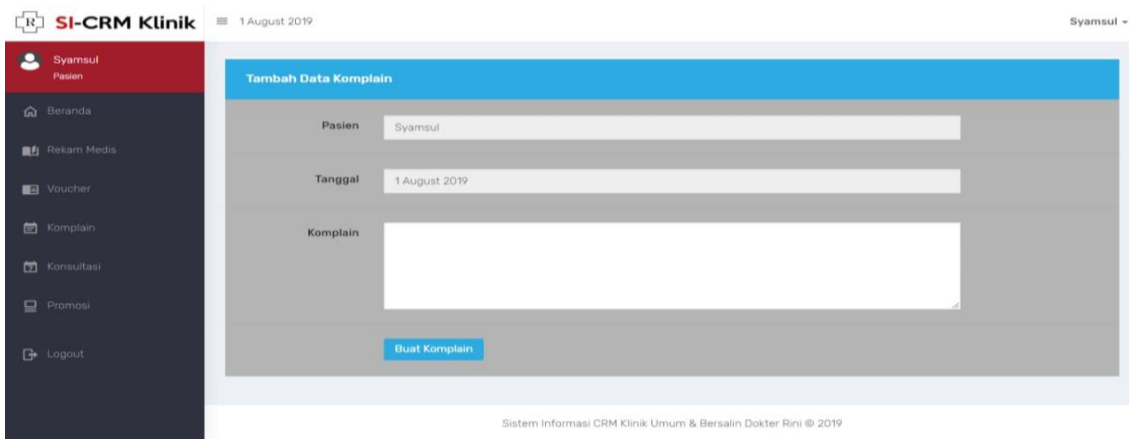 R SI-CRM Klinik
1 August 2019
Syamsul
Syamsul
Pasien
Beranda
Rekam Medis
Voucher
Komplain
Konsultasi
Promosi
Logout
Tambah Data Komplain
Pasien Syamsul
Tanggal 1 August 2019
Komplain
Buat Komplain
Sistem Informasi CRM Klinik Umum & Bersalin Dokter Rini © 2019